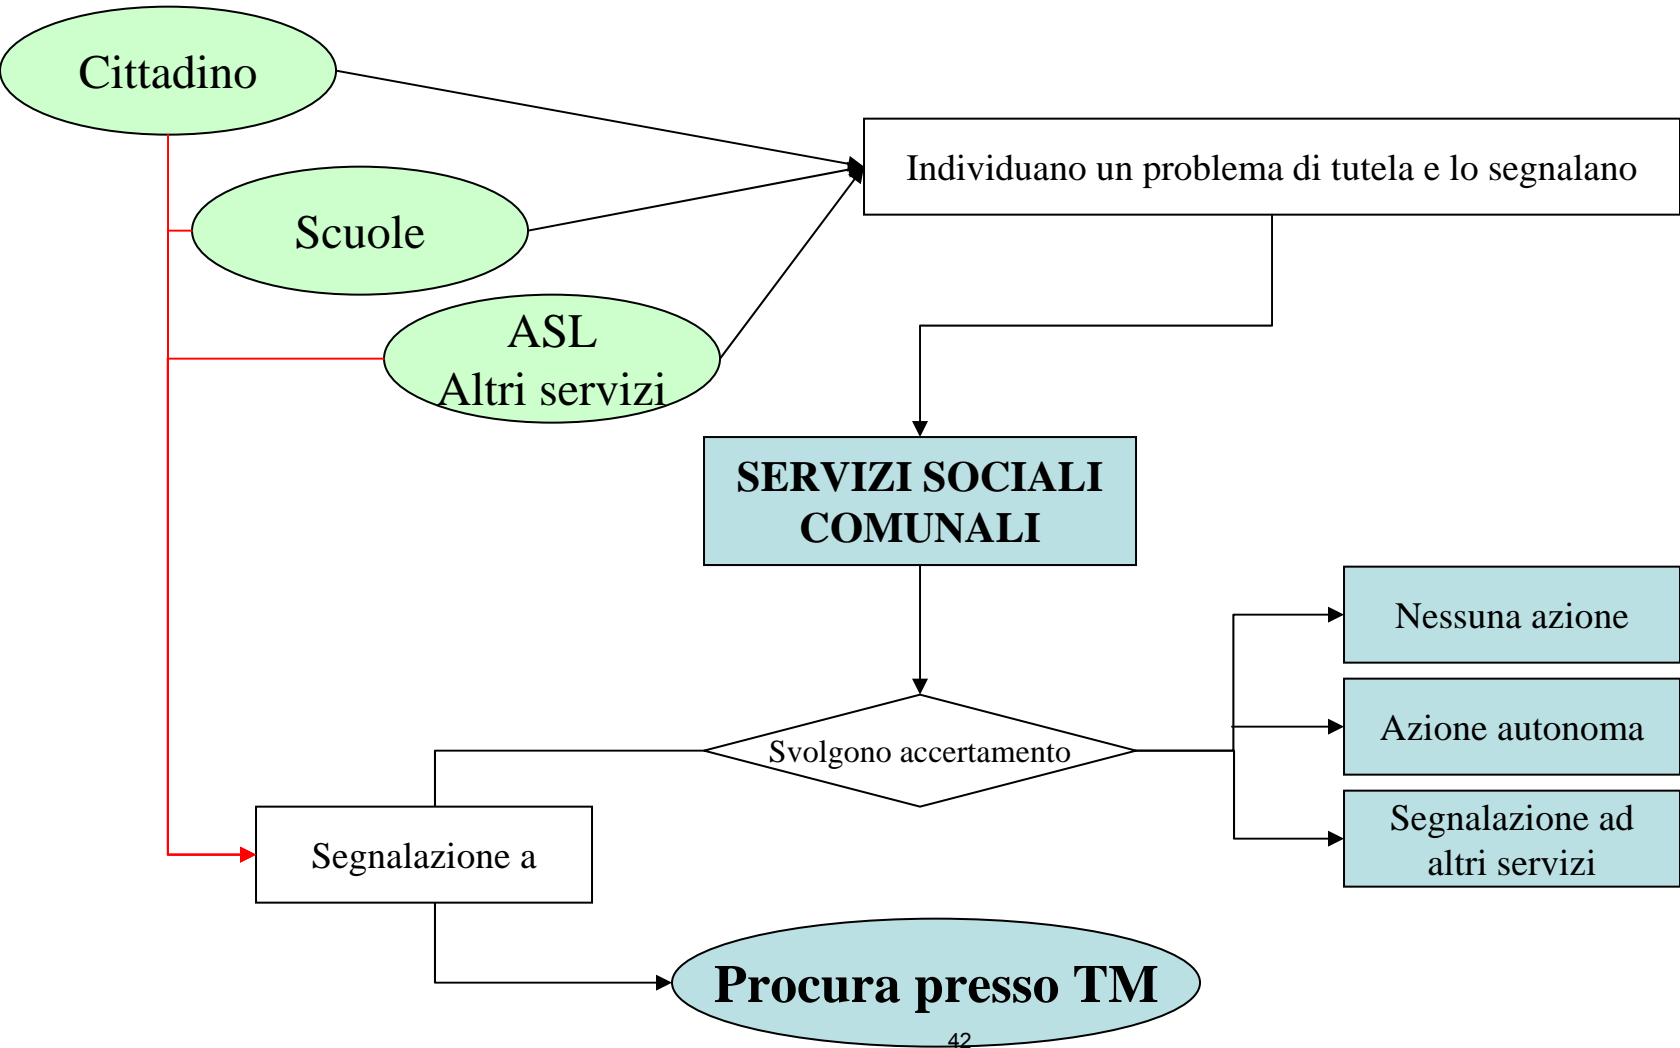 Cittadino
Individuano un problema di tutela e lo segnalano
Scuole
ASL
Altri servizi
SERVIZI SOCIALI
COMUNALI
Nessuna azione
Azione autonoma
Svolgono accertamento
Segnalazione ad
altri servizi
Segnalazione a
Procura presso TM
42